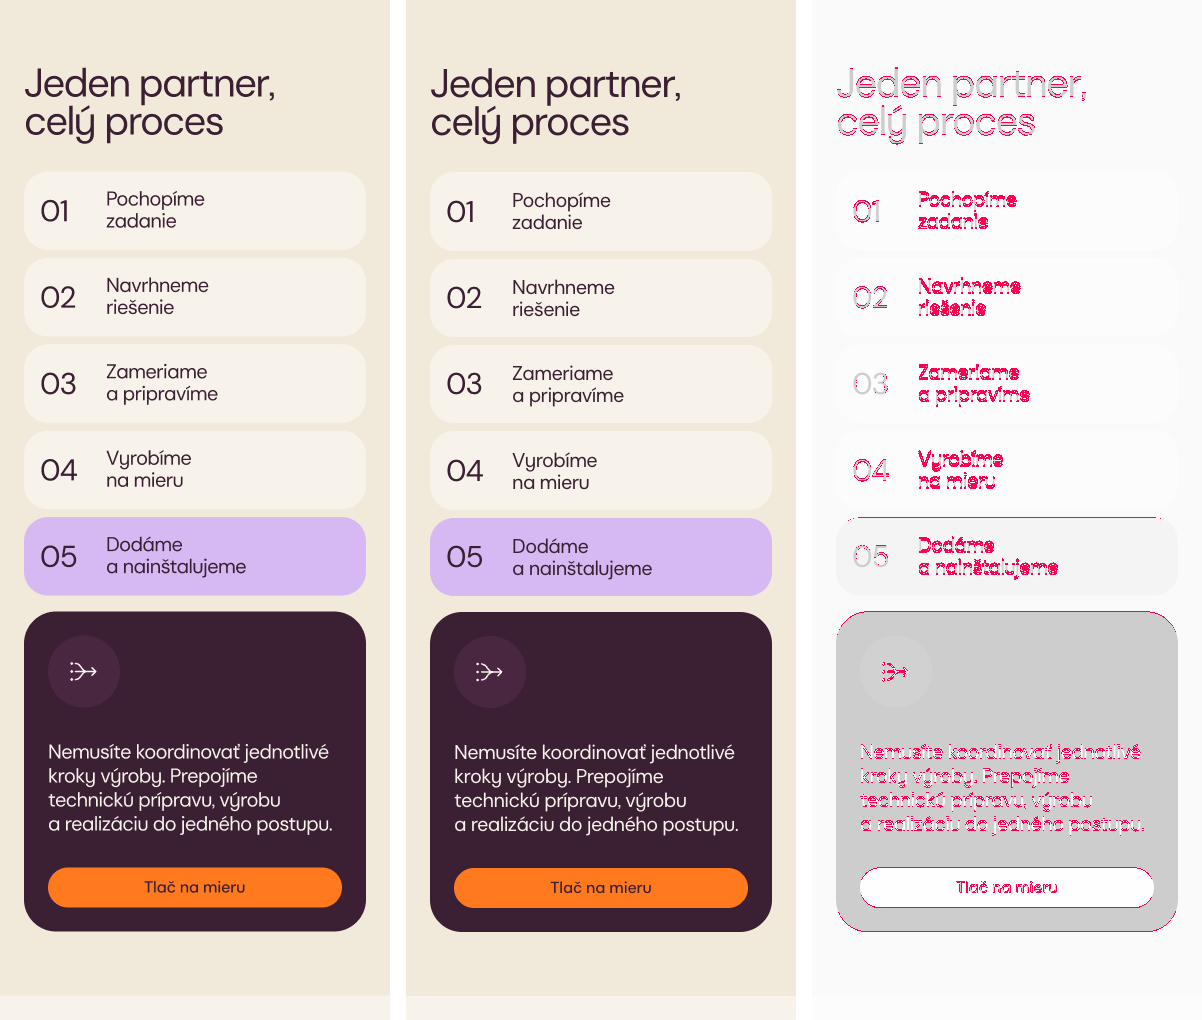 Jeden partner,
celý proces
01 Pochopíme
zadanie
02 Navrhneme
riešenie
03 Zameriame
a pripravíme
04 Vyrobíme
na mieru
05 Dodáme
a nainštalujeme
Nemusíte koordinovať jednotlivé
kroky výroby. Prepojíme
technickú prípravu, výrobu
a realizáciu do jedného postupu.
Tlač na mieru
Jeden partner,
celý proces
01 Pochopíme
zadanie
02 Navrhneme
riešenie
03 Zameriame
a pripravíme
04 Vyrobíme
na mieru
05 Dodáme
a nainštalujeme
Nemusíte koordinovať jednotlivé
kroky výroby. Prepojíme
technickú prípravu, výrobu
a realizáciu do jedného postupu.
Tlač na mieru
Jeden partner,
celý proces
01 Pochopíme
zadanie
02 Navrhneme
riešenie
03 Zameriame
a pripravíme
04 Vyrobíme
na mieru
05 Dodáme
a nainštalujeme
Nemusíte koordinovať jednotlivé
kroky výroby. Prepojíme
technickú prípravu, výrobu
a realizáciu do jedného postupu.
Tlač na mieru